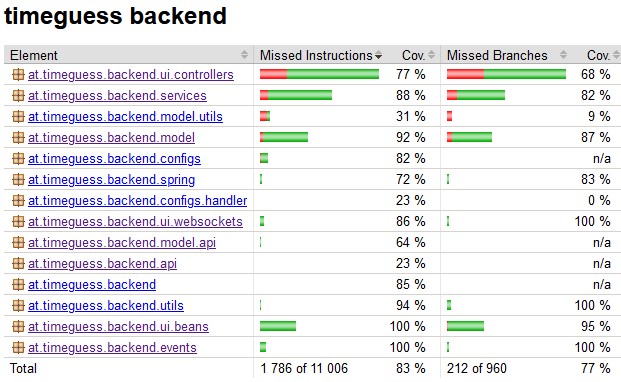 timeguess backend
Element Missed Instructions Cov. Missed Branches Cov.
at.timeguess.backend.ui.controllers 77 % 68 %
at.timeguess.backend.services 88 % 82 %
at.timeguess.backend.model.utils 31 % 9 %
at.timeguess.backend.model 92 % 87 %
at.timeguess.backend.configs 82 % n/a
at.timeguess.backend.spring 72 % 83 %
at.timeguess.backend.configs.handler 23 % 0 %
at.timeguess.backend.ui.websockets 86 % 100 %
at.timeguess.backend.model.api 64 % n/a
at.timeguess.backend.api 23 % n/a
at.timeguess.backend 85 % n/a
at.timeguess.backend.utils 94 % 100 %
at.timeguess.backend.ui.beans 100 % 95 %
at.timeguess.backend.events 100 % 100 %
Total 1 786 of 11 006 83 % 212 of 960 77 %